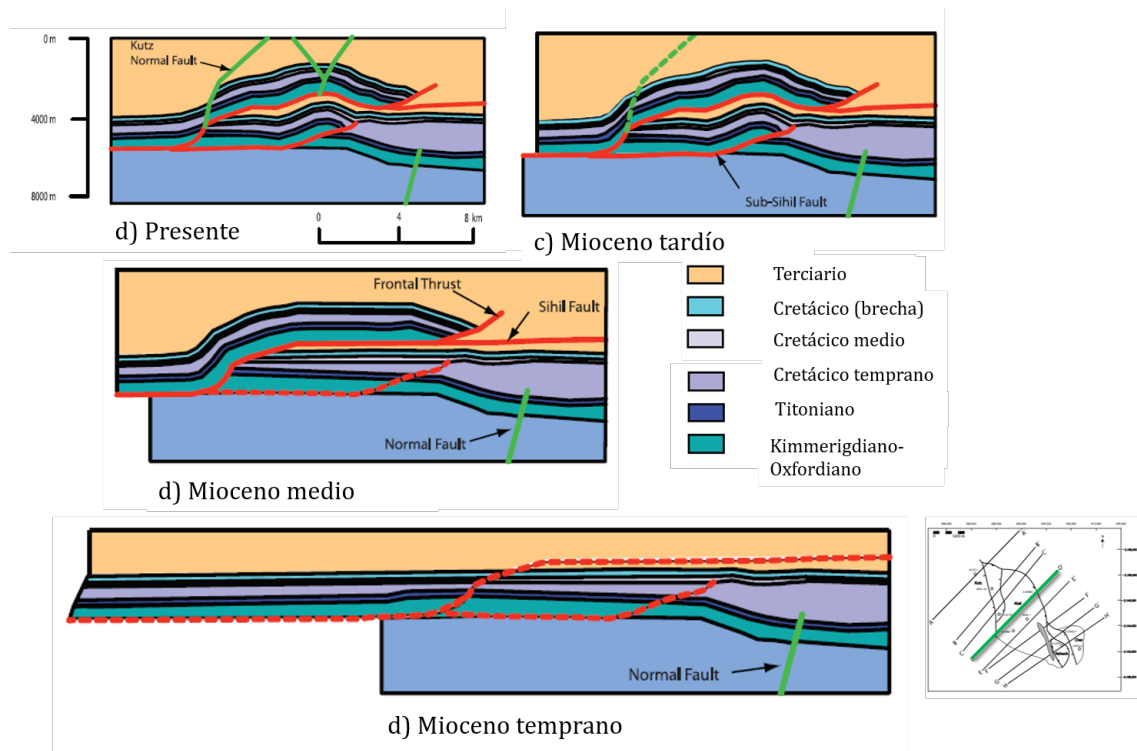 0 m
4000 m
8000 m
Kutz
Normal Fault
0 4 8 km
d) Presente
Sub-Sihil Fault
c) Mioceno tardío
Frontal Thrust
Sihil Fault
Normal Fault
d) Mioceno medio
Terciario
Cretácico (brecha)
Cretácico medio
Cretácico temprano
Titoniano
Kimmerigdiano-
Oxfordiano
Normal Fault
d) Mioceno temprano
A'
B'
C'
D'
E'
F'
G'
H'
A
B
C
E
F
G
H